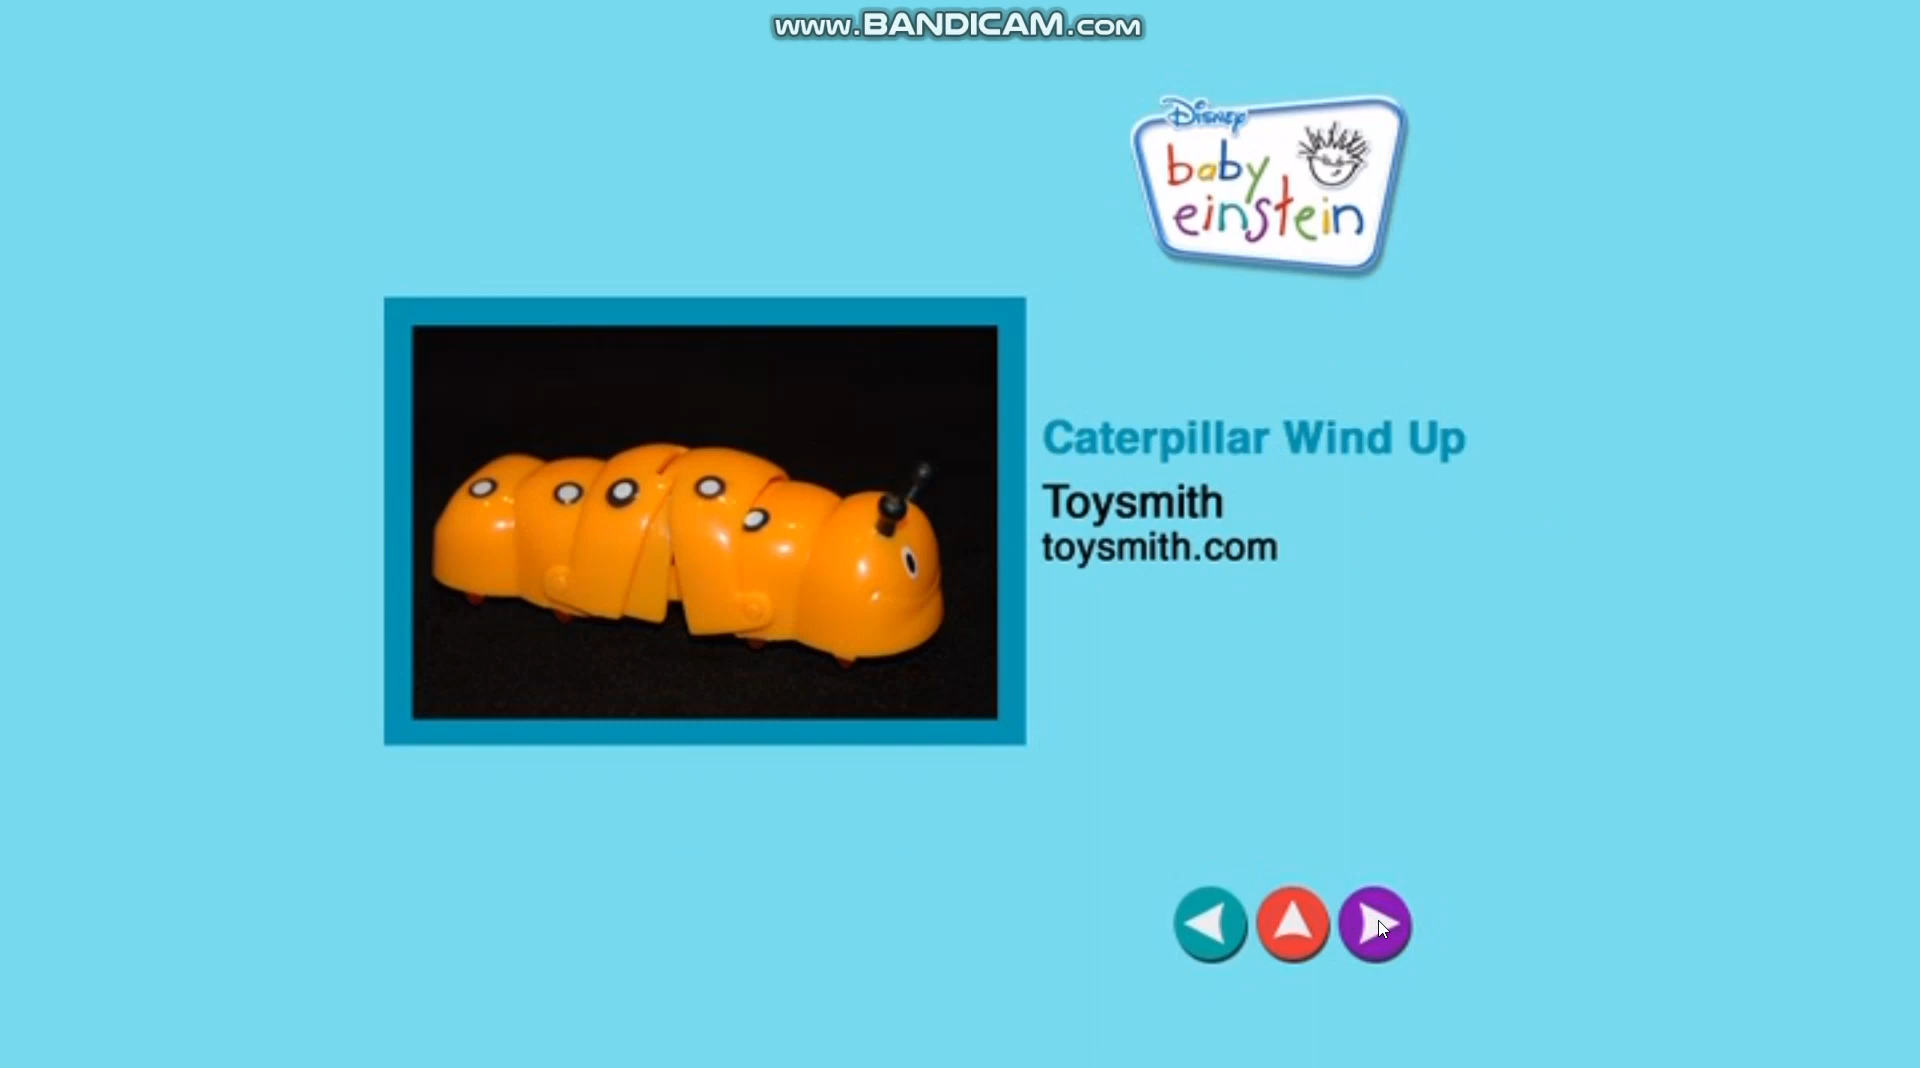 www.BANDICAM.com
Disney
baby
einstein
Caterpillar Wind Up
Toysmith
toysmith.com